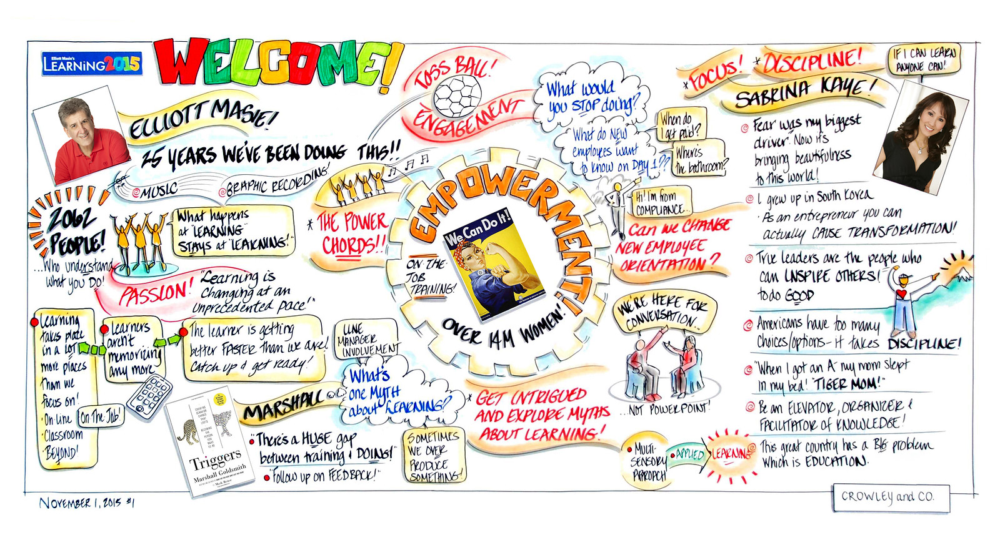 Elliott Masie's
LEARNING2015
WELCOME!
ELLIOTT MASIE!
25 YEARS WE'VE BEEN DOING THIS!!
MUSIC
GRAPHIC RECORDING!
2062
PEOPLE!
...Who understand
what you DO!
What happens
at "LEARNING"
STAYS at "LEARNING!"
* THE POWER
CHORDS!!
PASSION!
"Learning is
changing at an
unprecedented pace!"
Learning
takes place
in a LOT
more places
than we
focus on!
· On-line
On The Job!
· Classroom
· BEYOND!
Learners
aren't
memorizing
any more
The learner is getting
better FASTER than we are!
Catch up & get ready!
Triggers
Marshall Goldsmith
& Mark Reiter
CREATING
BEHAVIOR
CHANGE
THAT
LASTS
BECOMING
THE
PERSON
YOU
WANT
TO BE
MARSHALL
LINE
MANAGER
INVOLVEMENT
What's
one MYTH
about LEARNING?
"There's a HUGE gap
between training & DOING!"
"Follow up on FEEDBACK!"
SOMETIMES
WE OVER
PRODUCE
SOMETHING!
TOSS BALL!
ENGAGEMENT
EMPOWERMENT!
We Can Do It!
ON·THE·
JOB
TRAINING!
OVER 14M WOMEN!
What would
you STOP doing?
What do NEW
employees want
to know on DAY 1??
When do
I get paid?
Where's
the bathroom?
Hi! I'm from
COMPLIANCE...
CAN WE CHANGE
NEW EMPLOYEE
ORIENTATION?
WE'RE HERE FOR
CONVERSATION...
...NOT POWERPOINT!
* GET INTRIGUED
AND EXPLORE MYTHS
ABOUT LEARNING!
· MULTI-
SENSORY
APPROACH
· APPLIED
LEARNING
* FOCUS! * DISCIPLINE!
SABRINA KAYE!
IF I CAN LEARN
ANYONE CAN!
Fear was my biggest
driver. Now it's
bringing beautifulness
to this world!
I grew up in South Korea
· As an entrepreneur you can
actually CAUSE TRANSFORMATION!
True leaders are the people who
can INSPIRE OTHERS!
to do GOOD
Americans have too many
choices/options - it takes DISCIPLINE!
"When I got an A- my mom slept
in my bed! "TIGER MOM!"
Be an ELEVATOR, ORGANIZER &
FACILITATOR of KNOWLEDGE!
This great country has a BIG problem
which is EDUCATION.
NOVEMBER 1, 2015 #1
CROWLEY and CO.